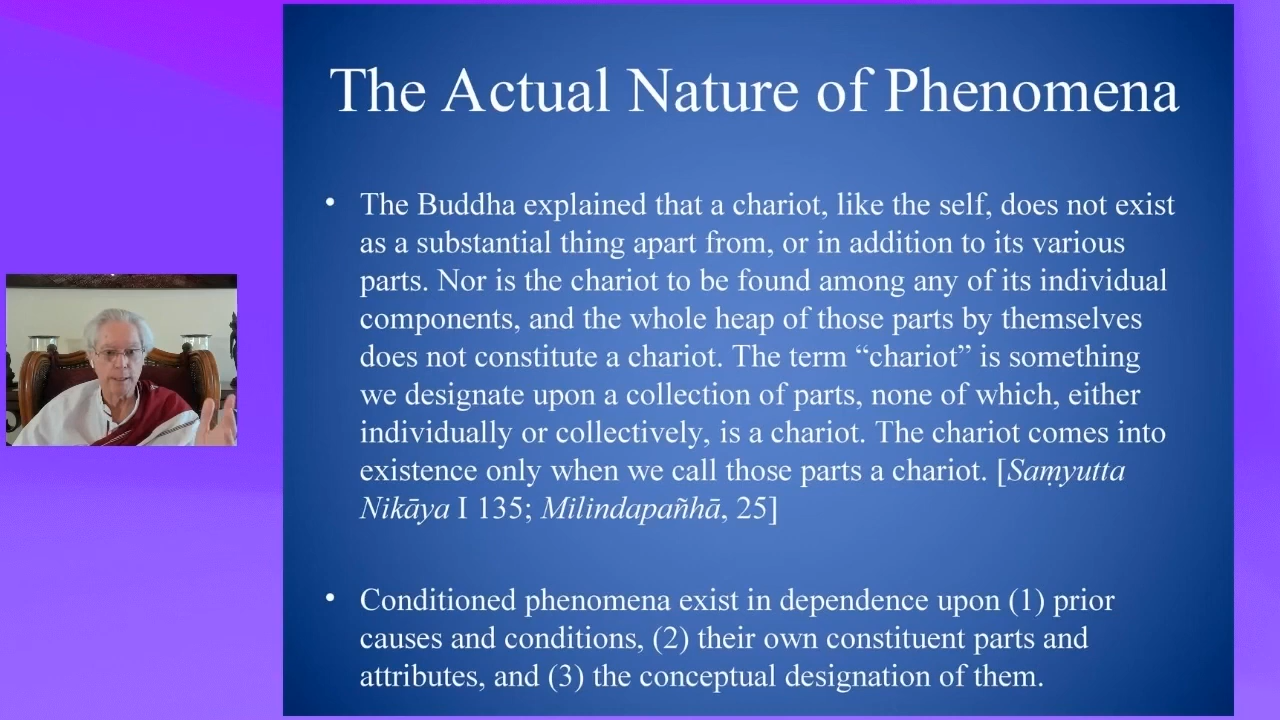 The Actual Nature of Phenomena
• The Buddha explained that a chariot, like the self, does not exist
as a substantial thing apart from, or in addition to its various
parts. Nor is the chariot to be found among any of its individual
components, and the whole heap of those parts by themselves
does not constitute a chariot. The term “chariot” is something
we designate upon a collection of parts, none of which, either
individually or collectively, is a chariot. The chariot comes into
existence only when we call those parts a chariot. [Saṃyutta
Nikāya I 135; Milindapañhā, 25]
• Conditioned phenomena exist in dependence upon (1) prior
causes and conditions, (2) their own constituent parts and
attributes, and (3) the conceptual designation of them.